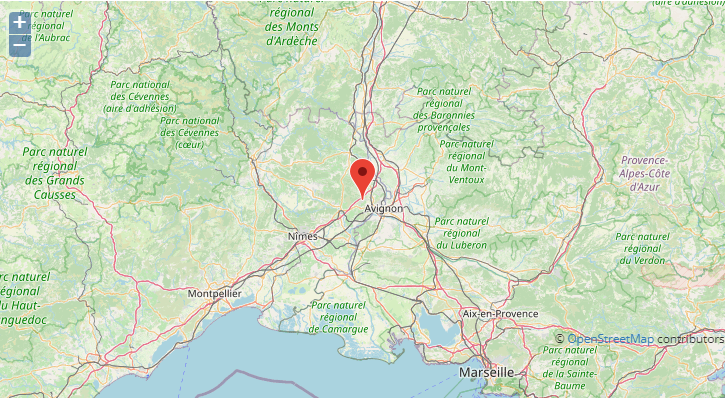 +
−
Parc naturel
régional
de l'Aubrac
Parc naturel
régional
des Monts
d'Ardèche
(aire d'adhésion)
Parc national
des Cévennes
(aire d'adhésion)
Parc national
des Cévennes
(cœur)
Parc naturel
régional
des Baronnies
provençales
Parc naturel
régional
des Grands
Causses
Parc naturel
régional
du Mont-
Ventoux
Provence-
Alpes-Côte
d'Azur
Avignon
Nîmes
Parc naturel
régional
du Luberon
Parc naturel
régional
du Verdon
rc naturel
égional
u Haut-
nguedoc
Montpellier
Parc naturel
régional
de Camargue
Aix-en-Provence
© OpenStreetMap contributors
Parc naturel
régional
de la Sainte-
Baume
Marseille